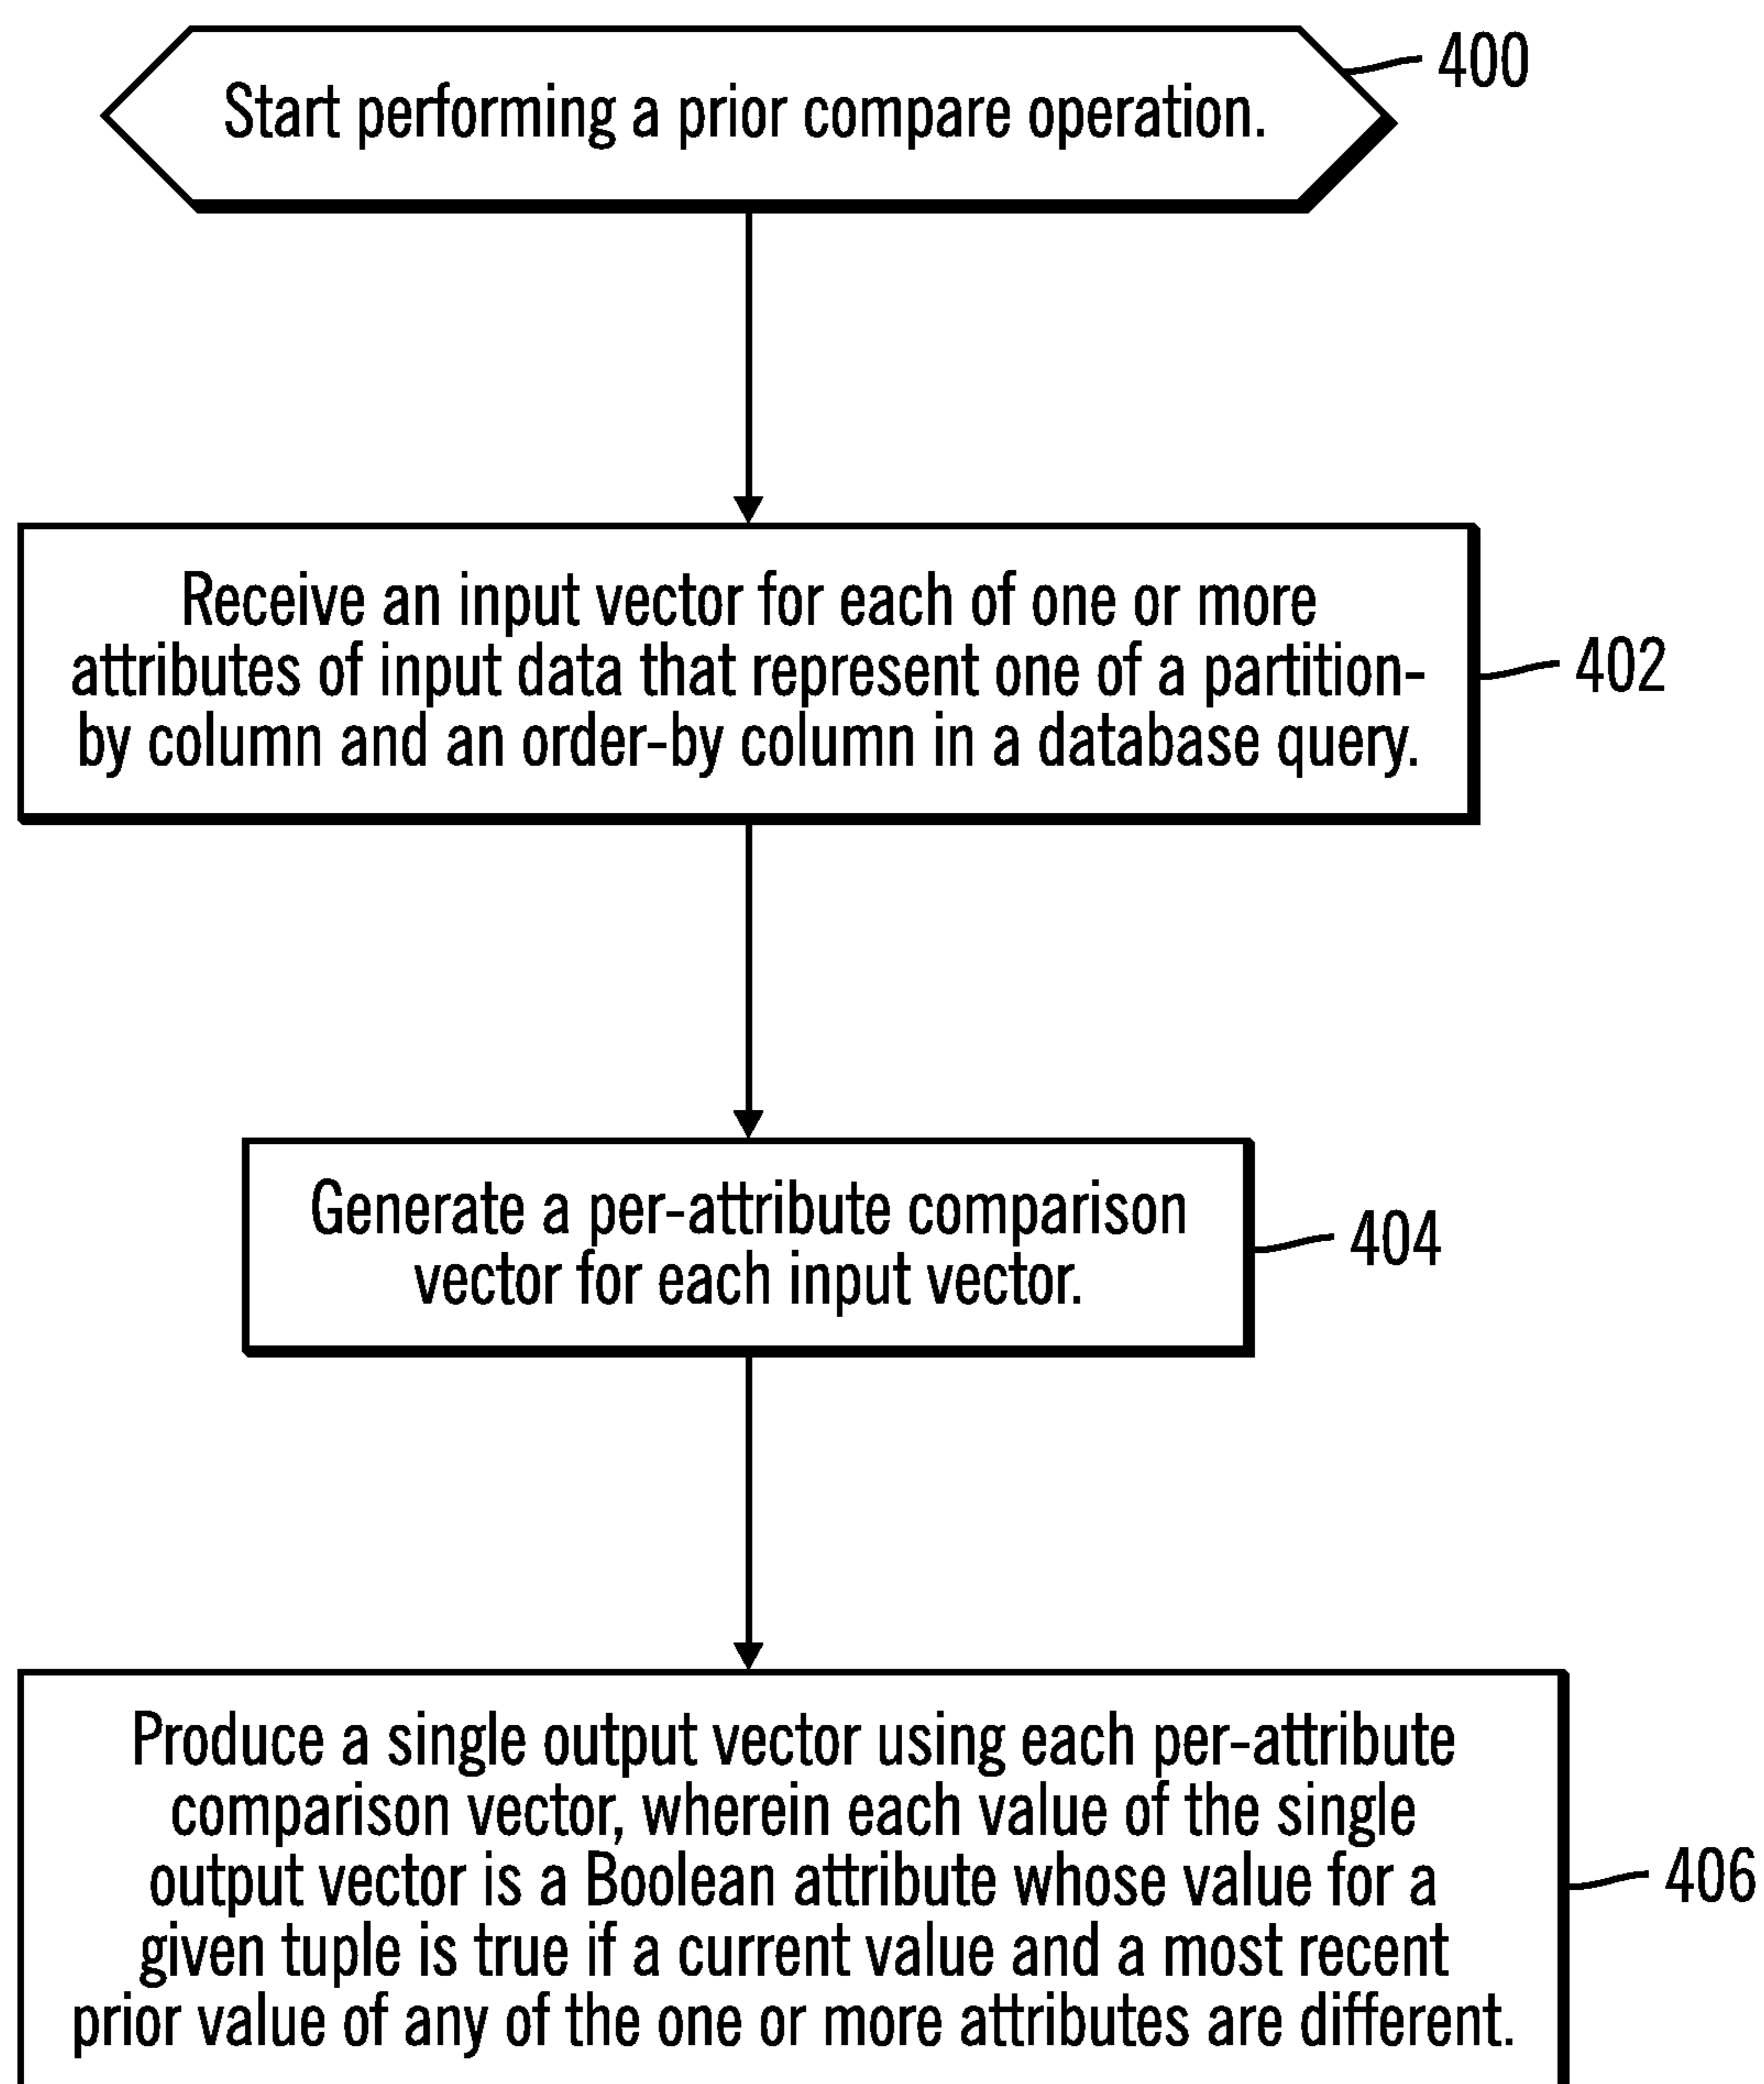 Start performing a prior compare operation.
400
Receive an input vector for each of one or more
attributes of input data that represent one of a partition-
by column and an order-by column in a database query.
402
Generate a per-attribute comparison
vector for each input vector.
404
Produce a single output vector using each per-attribute
comparison vector, wherein each value of the single
output vector is a Boolean attribute whose value for a
given tuple is true if a current value and a most recent
prior value of any of the one or more attributes are different.
406